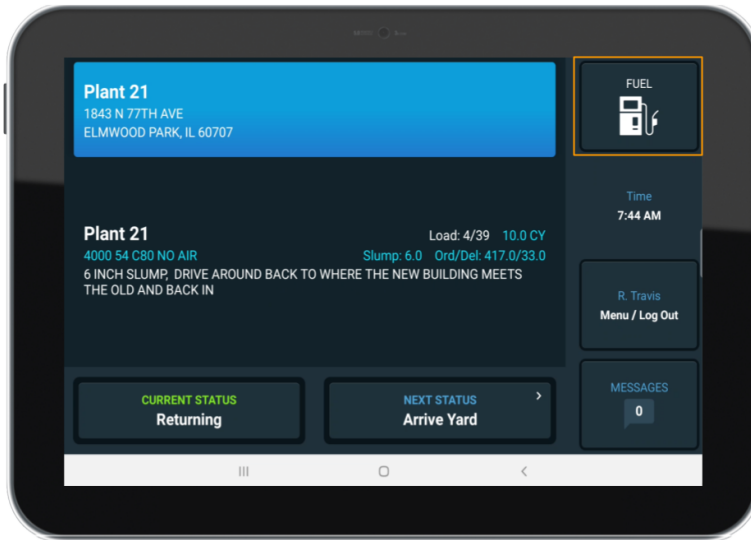 Plant 21
1843 N 77TH AVE
ELMWOOD PARK, IL 60707
FUEL
Time
7:44 AM
Plant 21
Load: 4/39 10.0 CY
4000 54 C80 NO AIR
Slump: 6.0 Ord/Del: 417.0/33.0
6 INCH SLUMP, DRIVE AROUND BACK TO WHERE THE NEW BUILDING MEETS
THE OLD AND BACK IN
R. Travis
Menu / Log Out
CURRENT STATUS
Returning
NEXT STATUS
Arrive Yard
MESSAGES
0